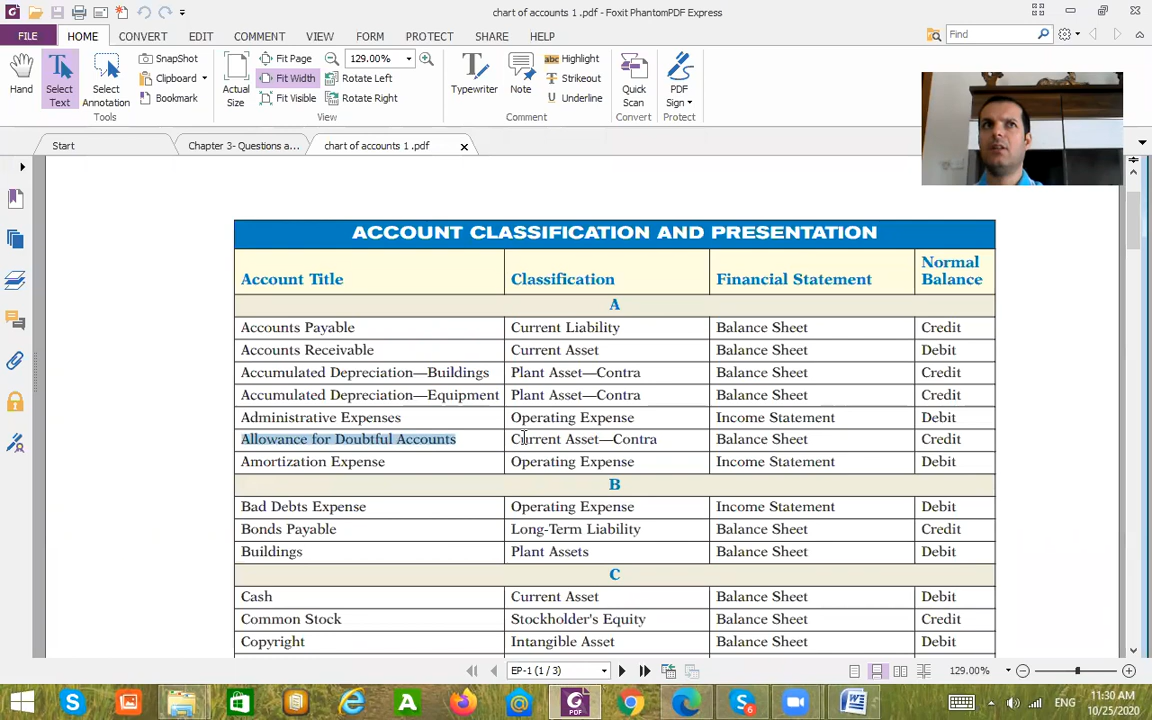 chart of accounts 1 .pdf - Foxit PhantomPDF Express
FILE HOME CONVERT EDIT COMMENT VIEW FORM PROTECT SHARE HELP Find
SnapShot Fit Page 129.00% Highlight
Clipboard Fit Width Rotate Left Strikeout
Bookmark Fit Visible Rotate Right Underline
Hand Select Text Select Annotation Actual Size Typewriter Note Quick Scan PDF Sign
Tools View Comment Convert Protect
Start Chapter 3- Questions a... chart of accounts 1 .pdf
ACCOUNT CLASSIFICATION AND PRESENTATION
Account Title Classification Financial Statement Normal Balance
A
Accounts Payable Current Liability Balance Sheet Credit
Accounts Receivable Current Asset Balance Sheet Debit
Accumulated Depreciation—Buildings Plant Asset—Contra Balance Sheet Credit
Accumulated Depreciation—Equipment Plant Asset—Contra Balance Sheet Credit
Administrative Expenses Operating Expense Income Statement Debit
Allowance for Doubtful Accounts Current Asset—Contra Balance Sheet Credit
Amortization Expense Operating Expense Income Statement Debit
B
Bad Debts Expense Operating Expense Income Statement Debit
Bonds Payable Long-Term Liability Balance Sheet Credit
Buildings Plant Assets Balance Sheet Debit
C
Cash Current Asset Balance Sheet Debit
Common Stock Stockholder's Equity Balance Sheet Credit
Copyright Intangible Asset Balance Sheet Debit
EP-1 (1 / 3) 129.00%
ENG 11:30 AM
10/25/2020